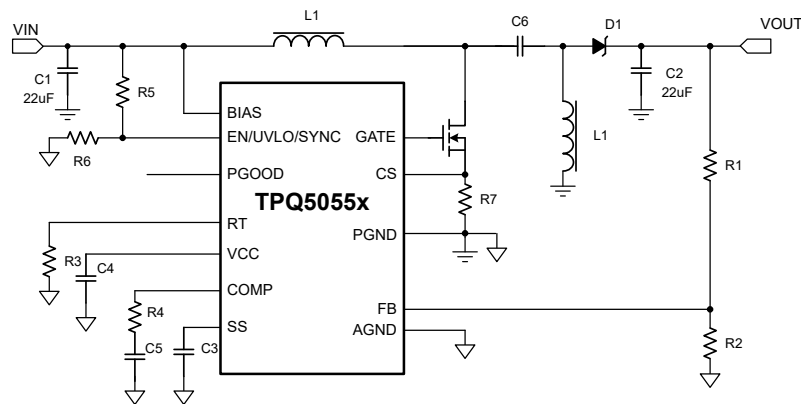 L1
VIN
C6
D1
VOUT
C1
22uF
R5
C2
22uF
BIAS
EN/UVLO/SYNC
GATE
L1
R1
R6
PGOOD
CS
TPQ5055x
R7
RT
PGND
R3
C4
VCC
COMP
R4
FB
SS
AGND
C5
C3
R2